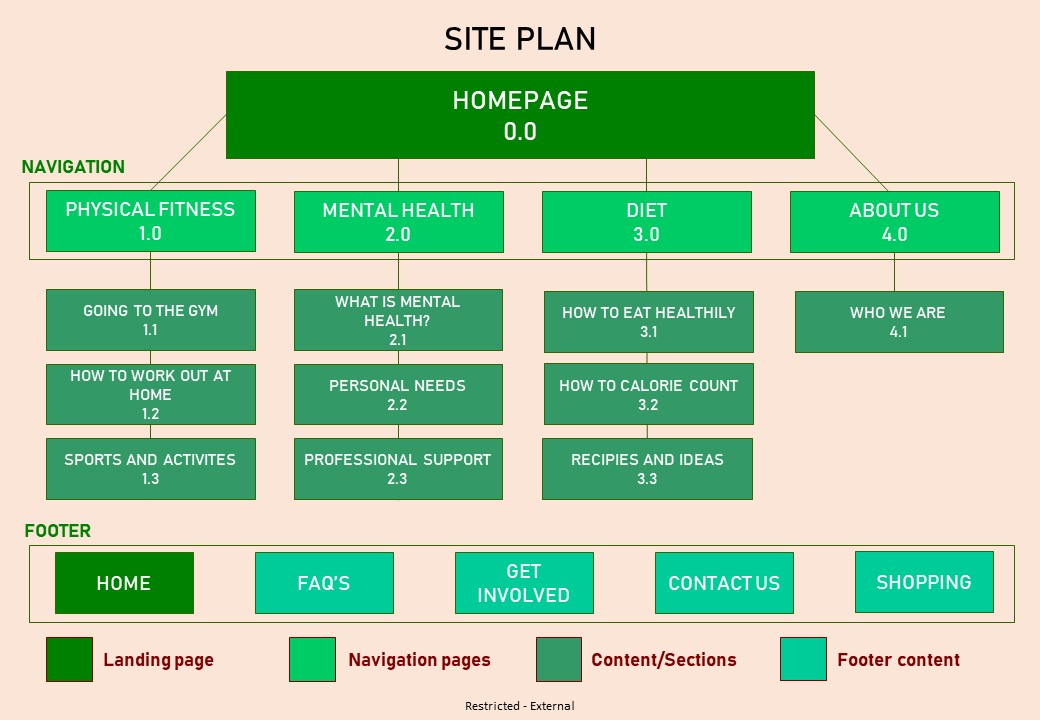 SITE PLAN
HOMEPAGE
0.0
NAVIGATION
PHYSICAL FITNESS
1.0
MENTAL HEALTH
2.0
DIET
3.0
ABOUT US
4.0
GOING TO THE GYM
1.1
WHAT IS MENTAL
HEALTH?
2.1
HOW TO EAT HEALTHILY
3.1
WHO WE ARE
4.1
HOW TO WORK OUT AT
HOME
1.2
PERSONAL NEEDS
2.2
HOW TO CALORIE COUNT
3.2
SPORTS AND ACTIVITES
1.3
PROFESSIONAL SUPPORT
2.3
RECIPIES AND IDEAS
3.3
FOOTER
HOME
FAQ'S
GET
INVOLVED
CONTACT US
SHOPPING
Landing page
Navigation pages
Content/Sections
Footer content
Restricted - External